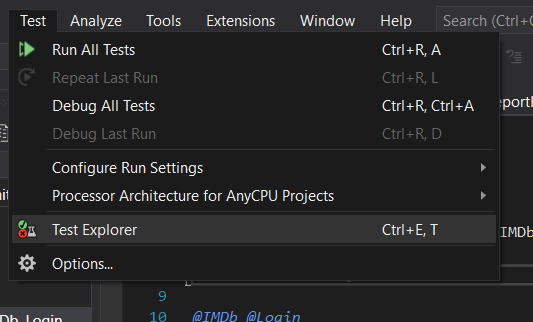 Test Analyze Tools Extensions Window Help Search (Ctrl+
Run All Tests Ctrl+R, A
Repeat Last Run Ctrl+R, L
Debug All Tests Ctrl+R, Ctrl+A
Debug Last Run Ctrl+R, D
Configure Run Settings
Processor Architecture for AnyCPU Projects
Test Explorer Ctrl+E, T
IMDb
Options...
9
10 @IMDb @Login
Db Login